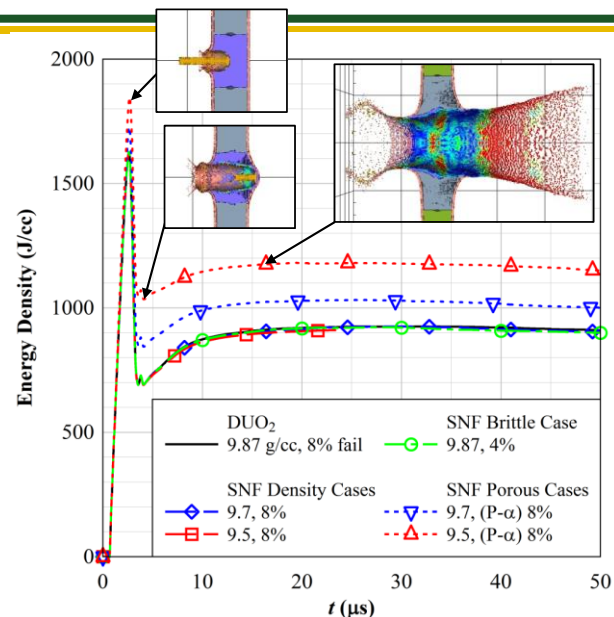 2000
1500
1000
500
0
Energy Density (J/cc)
DUO₂
9.87 g/cc, 8% fail
SNF Brittle Case
9.87, 4%
SNF Density Cases
9.7, 8%
9.5, 8%
SNF Porous Cases
9.7, (P-α) 8%
9.5, (P-α) 8%
0 10 20 30 40 50
t (μs)